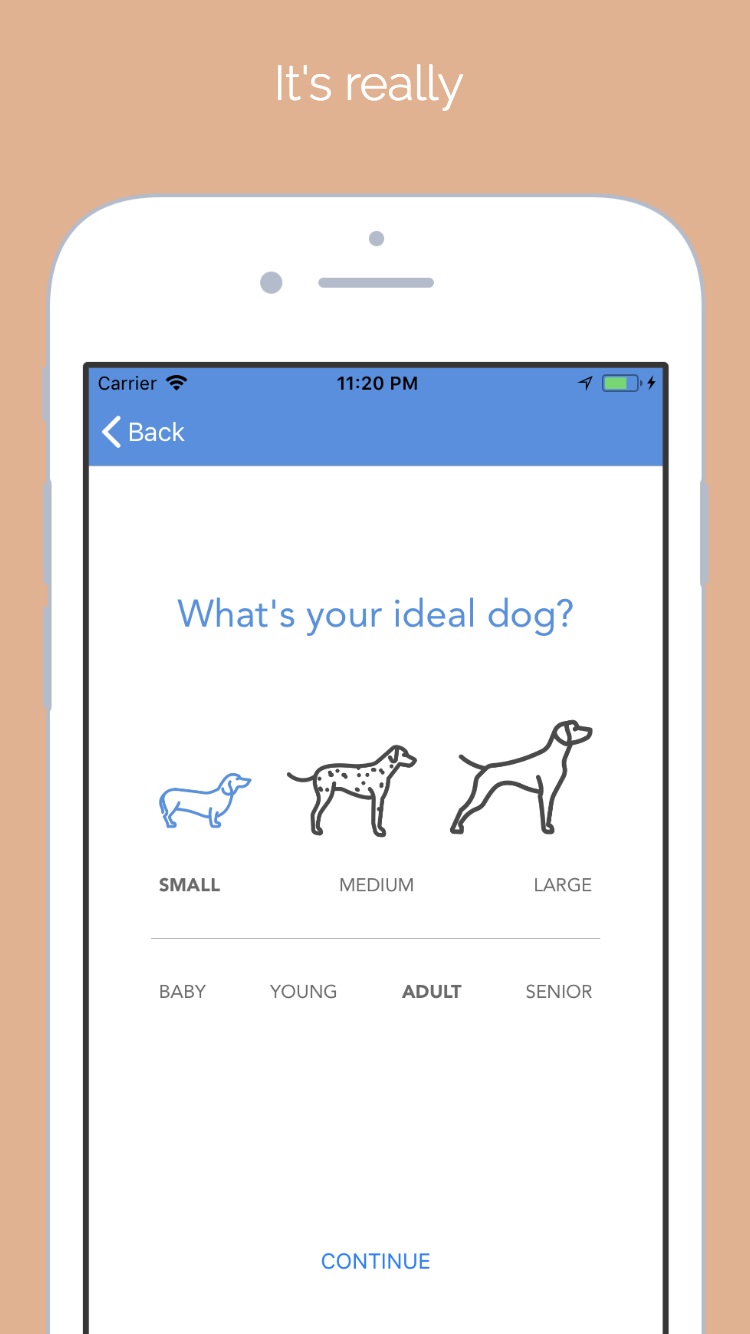 It's really
Carrier 11:20 PM
Back
What's your ideal dog?
SMALL MEDIUM LARGE
BABY YOUNG ADULT SENIOR
CONTINUE